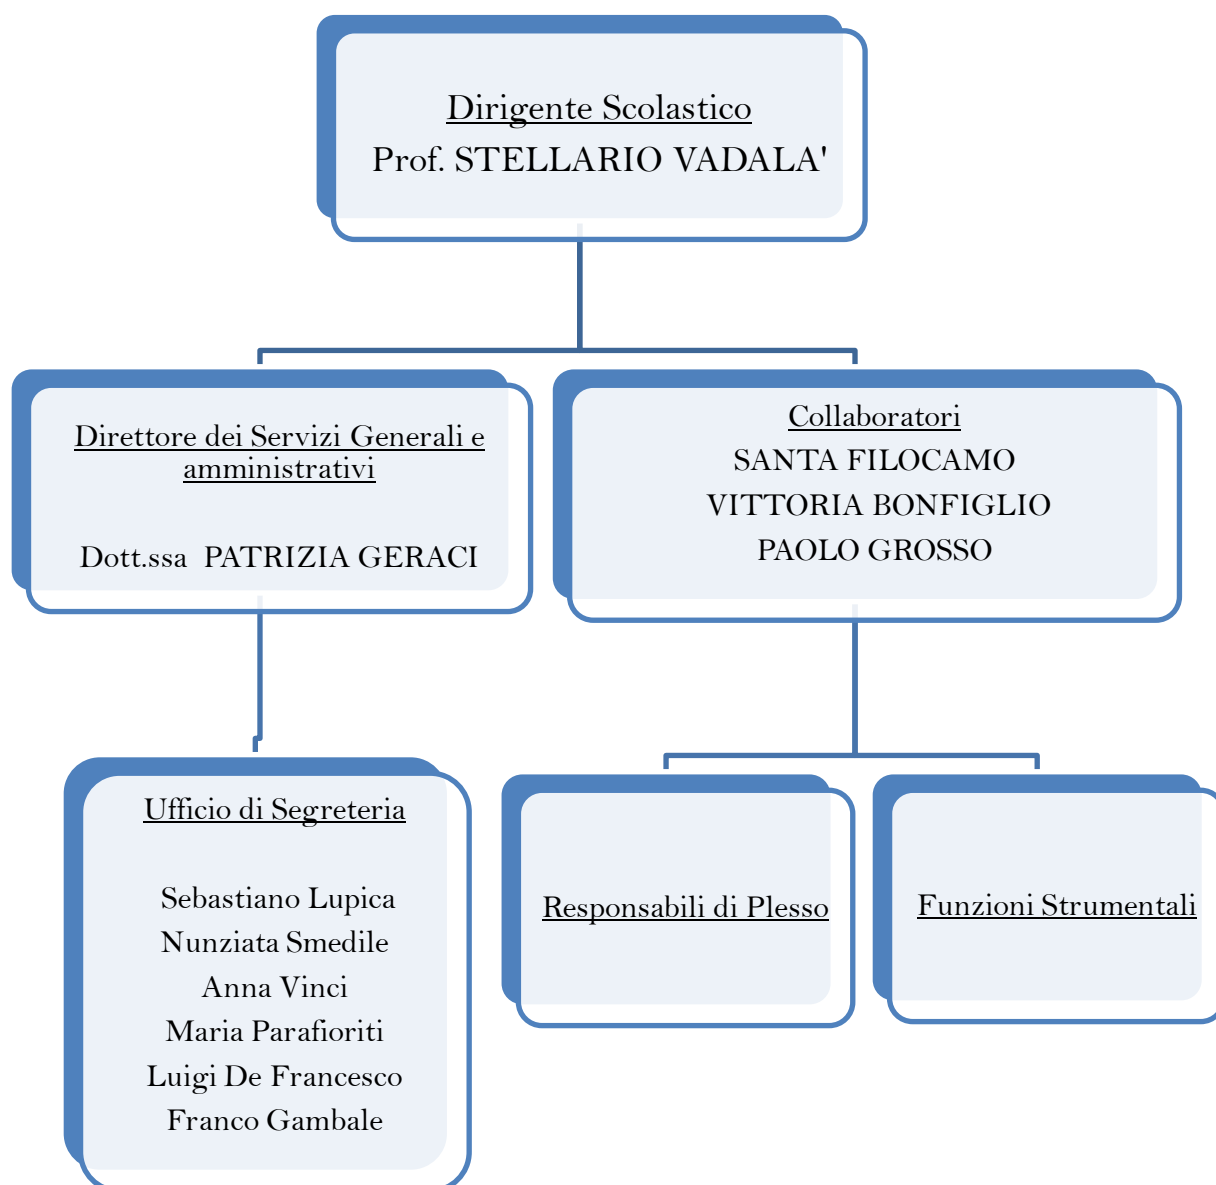 Dirigente Scolastico
Prof. STELLARIO VADALA'
Direttore dei Servizi Generali e
amministrativi
Dott.ssa PATRIZIA GERACI
Collaboratori
SANTA FILOCAMO
VITTORIA BONFIGLIO
PAOLO GROSSO
Ufficio di Segreteria
Sebastiano Lupica
Nunziata Smedile
Anna Vinci
Maria Parafioriti
Luigi De Francesco
Franco Gambale
Responsabili di Plesso
Funzioni Strumentali